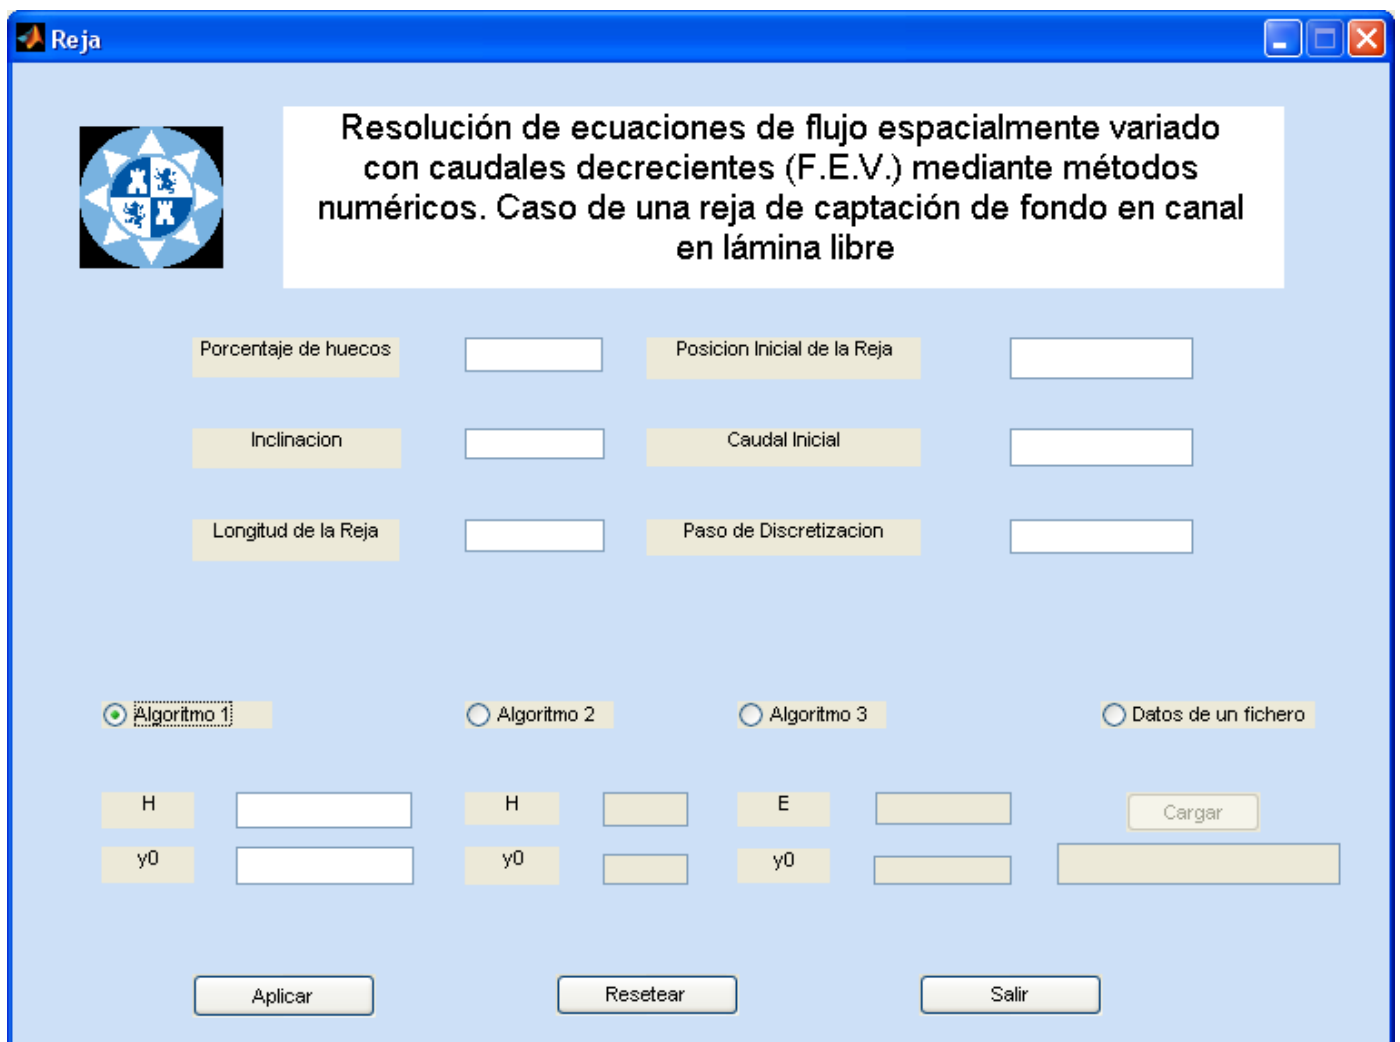 Reja
Resolución de ecuaciones de flujo espacialmente variado
con caudales decrecientes (F.E.V.) mediante métodos
numéricos. Caso de una reja de captación de fondo en canal
en lámina libre
Porcentaje de huecos
Posicion Inicial de la Reja
Inclinacion
Caudal Inicial
Longitud de la Reja
Paso de Discretizacion
Algoritmo 1
Algoritmo 2
Algoritmo 3
Datos de un fichero
H
H
E
Cargar
y0
y0
y0
Aplicar
Resetear
Salir